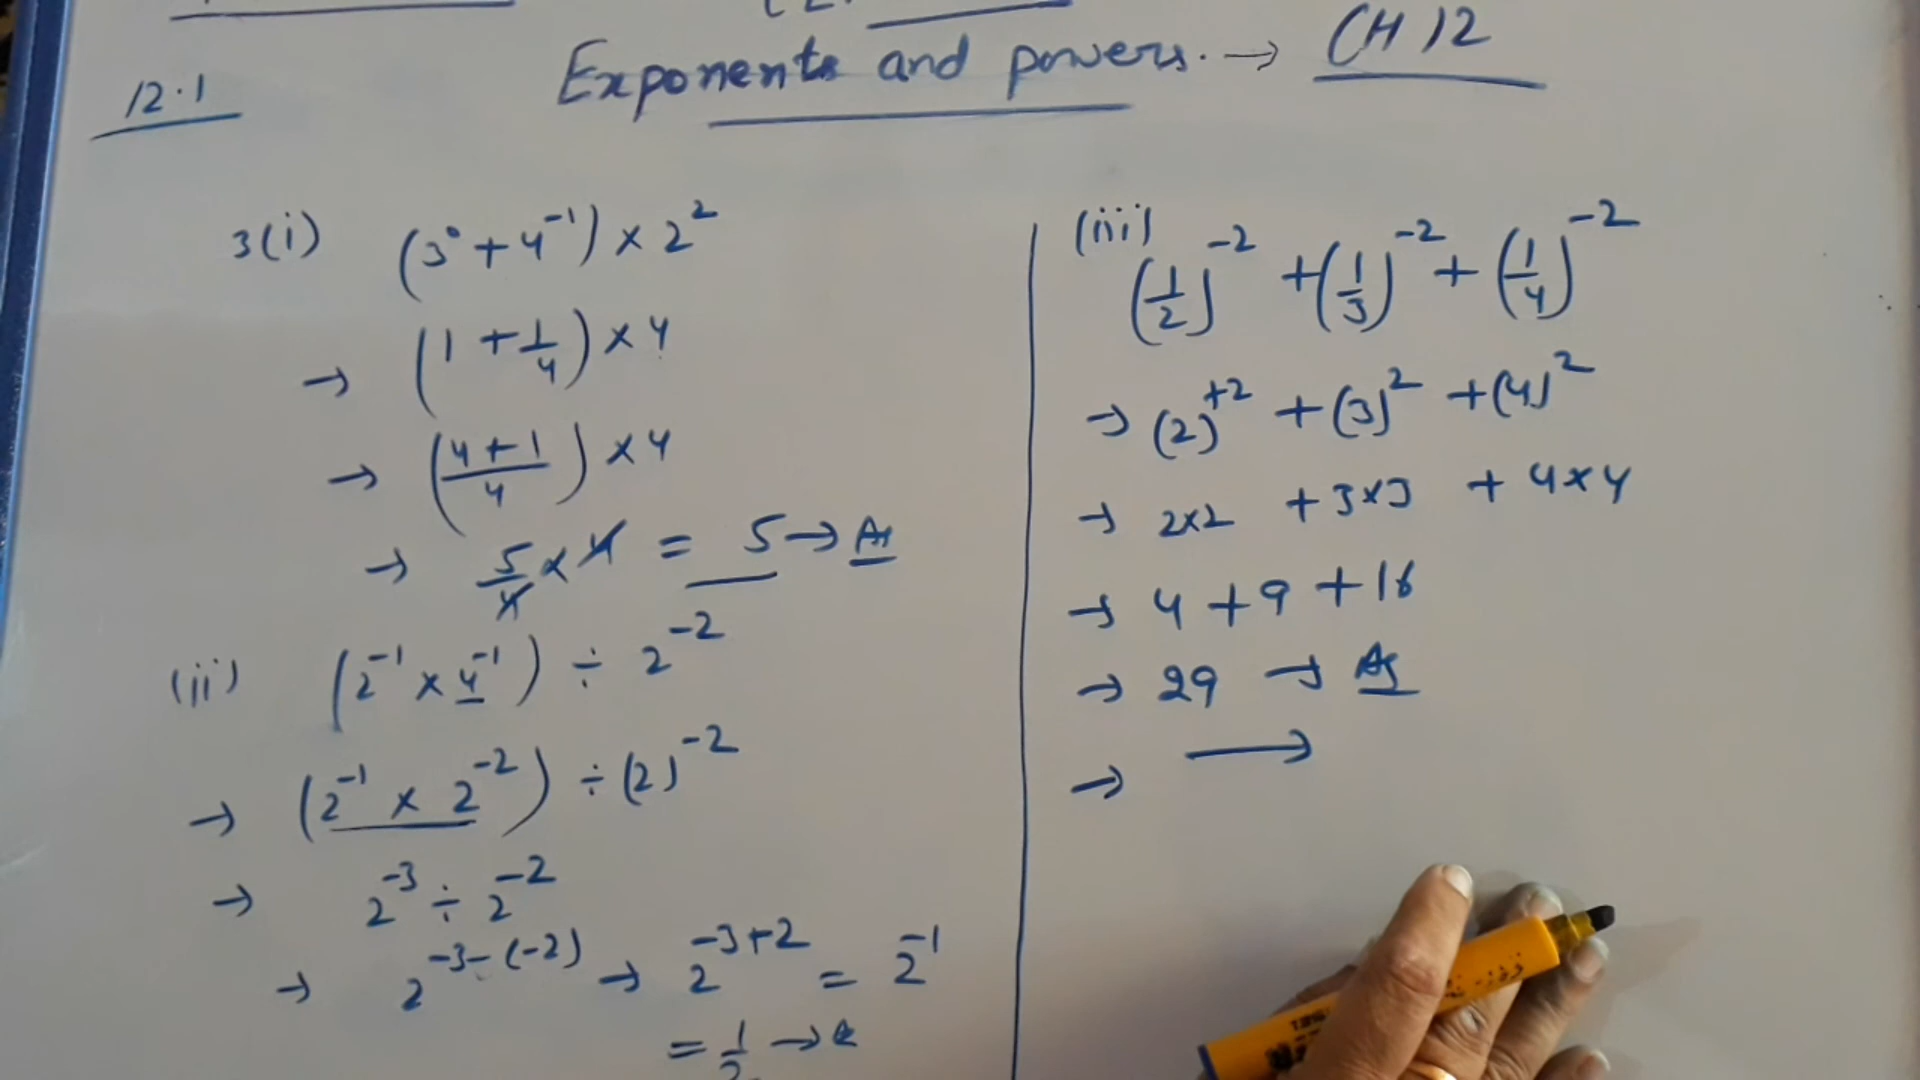 Exponents and powers. → CH 12
12.1
3(i) (3⁰ + 4⁻¹) × 2²
→ (1 + 1/4) × 4
→ ((4+1)/4) × 4
→ 5/4 × 4 = 5 → As
(ii) (2⁻¹ × 4⁻¹) ÷ 2⁻²
→ (2⁻¹ × 2⁻²) ÷ (2)⁻²
→ 2⁻³ ÷ 2⁻²
→ 2⁻³⁻⁽⁻²⁾ → 2⁻³⁺² = 2⁻¹
= 1/2 →
(iii)
(1/2)⁻² + (1/3)⁻² + (1/4)⁻²
→ (2)⁺² + (3)² + (4)²
→ 2×2 + 3×3 + 4×4
→ 4 + 9 + 16
→ 29 → As
→ →